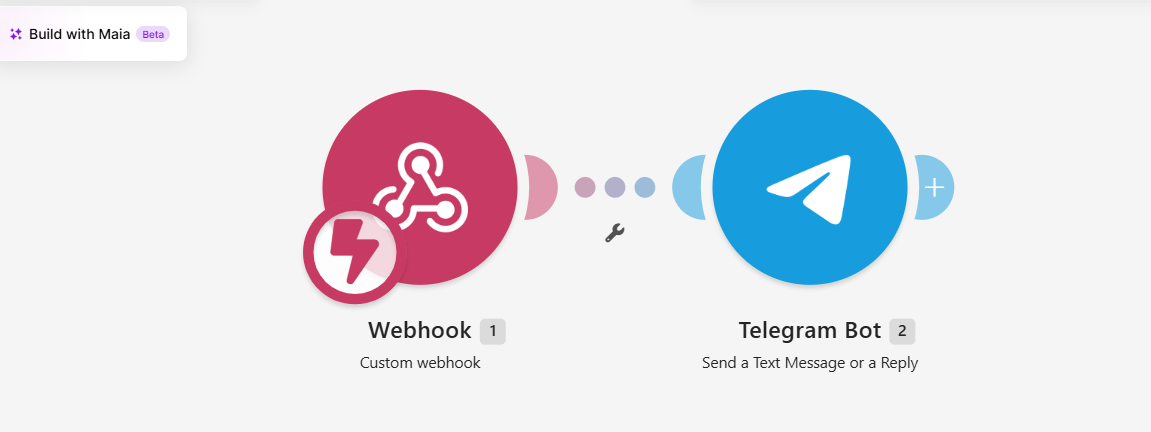 Build with Maia Beta
Webhook 1
Custom webhook
Telegram Bot 2
Send a Text Message or a Reply